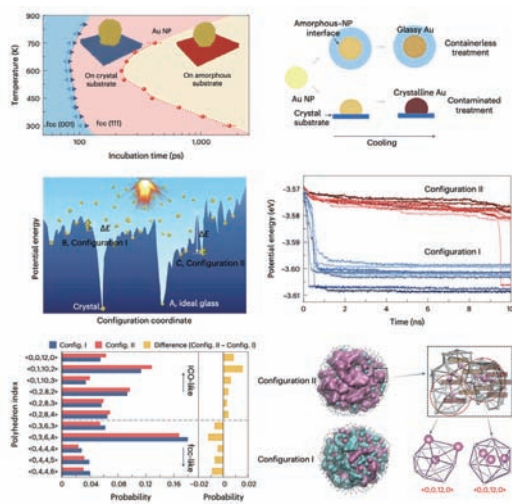 Temperature (K)
900
750
600
450
300
Au NP
On crystal
substrate
On amorphous
substrate
fcc (001)
fcc (111)
50
100
1,000
Incubation time (ps)
Amorphous–NP
interface
Glassy Au
Containerless
treatment
Au NP
Crystal
substrate
Crystalline Au
Contaminated
treatment
Cooling
Potential energy
ΔE
B, Configuration I
ΔE
C, Configuration II
Crystal
A, ideal glass
Configuration coordinate
Potential energy (eV)
−3.57
−3.58
−3.59
−3.60
−3.61
Configuration II
Configuration I
0
2
4
6
8
10
Time (ns)
Config. I
Config. II
Difference (Config. II – Config. I)
Polyhedron index
<0,0,12,0>
<0,1,10,2>
<0,1,10,3>
<0,2,8,2>
<0,2,8,3>
<0,2,8,4>
<0,3,6,3>
<0,3,6,4>
<0,4,4,4>
<0,4,4,5>
<0,4,4,6>
ICO-like
fcc-like
0
0.04
0.08
0.12
0.16
0.02
0
0.02
Probability
Probability
Configuration II
Configuration I
<0,0,12,0>
<0,0,12,0>